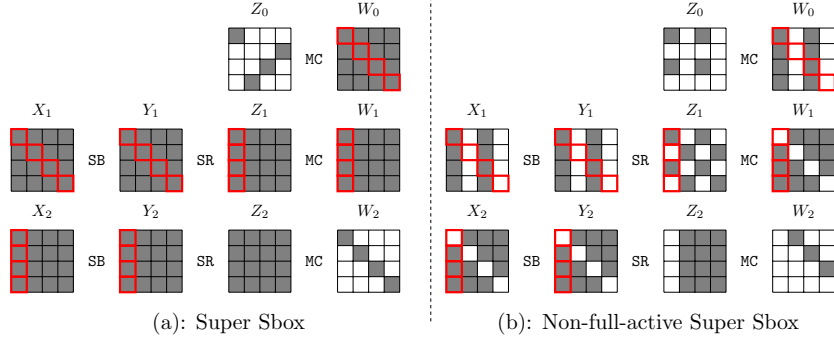 Z₀ W₀ Z₀ W₀
MC MC
X₁ Y₁ Z₁ W₁ X₁ Y₁ Z₁ W₁
SB SR MC SB SR MC
X₂ Y₂ Z₂ W₂ X₂ Y₂ Z₂ W₂
SB SR MC SB SR MC
(a): Super Sbox (b): Non-full-active Super Sbox